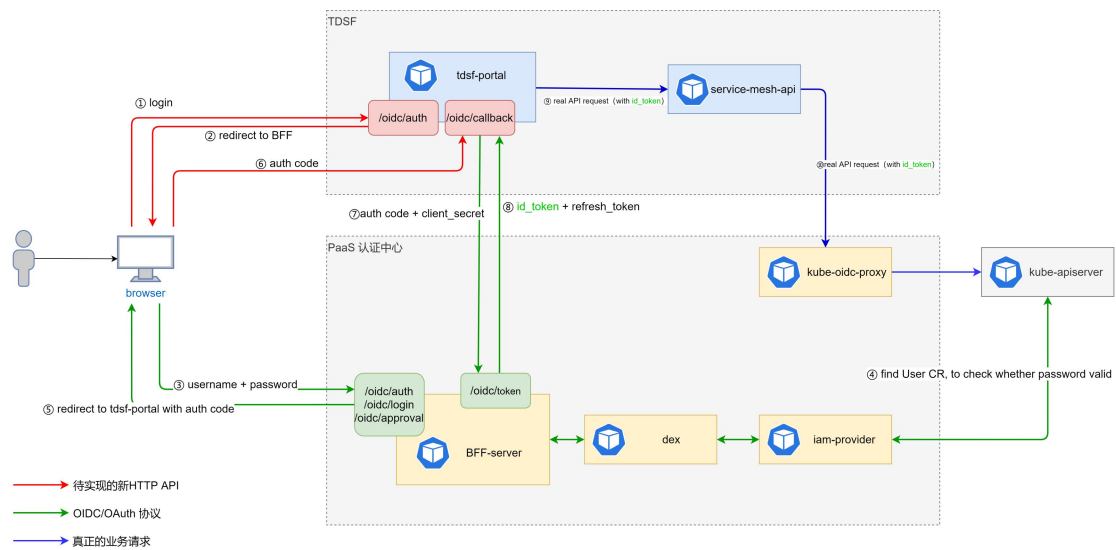 TDSF
tdsf-portal
service-mesh-api
① login
⑨ real API request（with id_token）
/oidc/auth
/oidc/callback
② redirect to BFF
⑥ auth code
⑩real API request（with id_token）
⑦auth code + client_secret
⑧ id_token + refresh_token
PaaS 认证中心
kube-oidc-proxy
kube-apiserver
browser
③ username + password
④ find User CR, to check whether password valid
/oidc/auth
/oidc/login
/oidc/approval
/oidc/token
⑤ redirect to tdsf-portal with auth code
BFF-server
dex
iam-provider
待实现的新HTTP API
OIDC/OAuth 协议
真正的业务请求